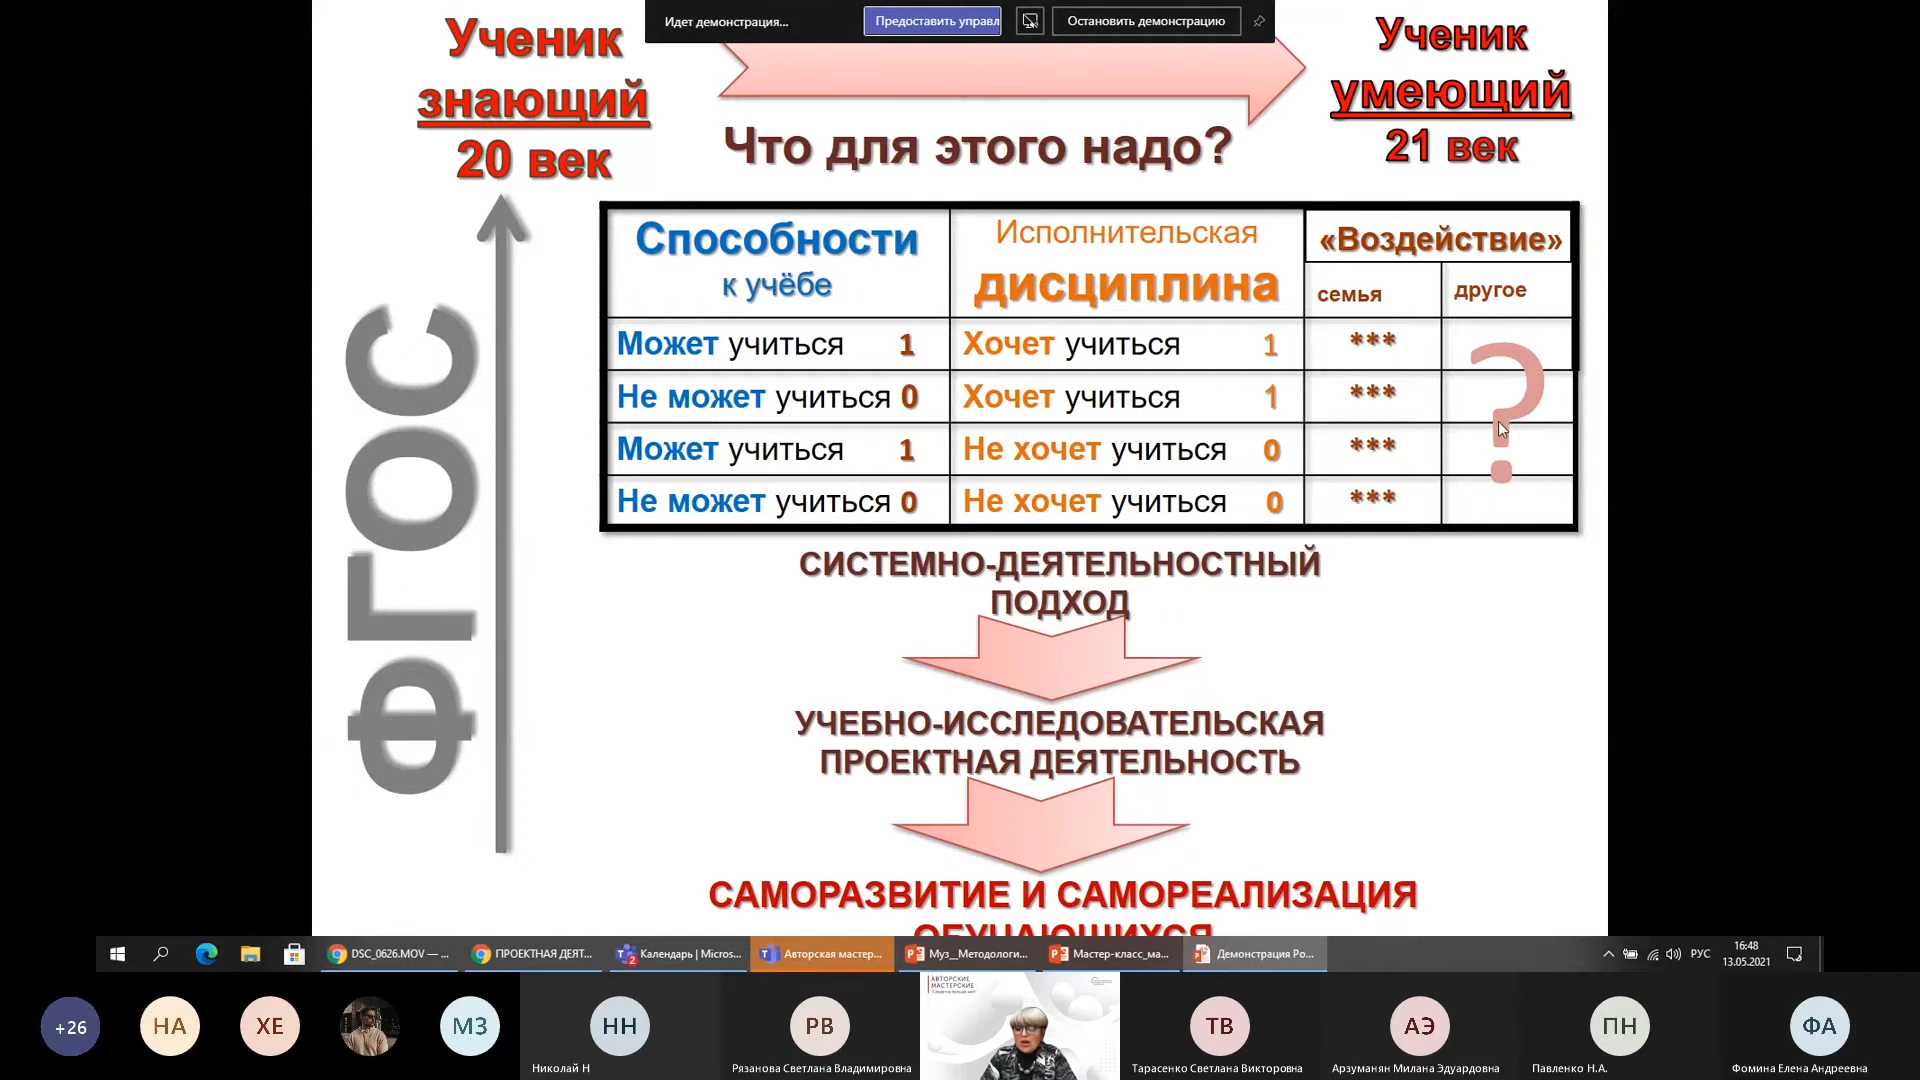 Идет демонстрация...
Предоставить управл
Остановить демонстрацию
Ученик
знающий
20 век
Ученик
умеющий
21 век
Что для этого надо?
ФГОС
Способности
к учёбе
Исполнительская
дисциплина
«Воздействие»
семья
другое
Может учиться 1
Хочет учиться 1
***
Не может учиться 0
Хочет учиться 1
***
Может учиться 1
Не хочет учиться 0
***
Не может учиться 0
Не хочет учиться 0
***
?
СИСТЕМНО-ДЕЯТЕЛЬНОСТНЫЙ
ПОДХОД
УЧЕБНО-ИССЛЕДОВАТЕЛЬСКАЯ
ПРОЕКТНАЯ ДЕЯТЕЛЬНОСТЬ
САМОРАЗВИТИЕ И САМОРЕАЛИЗАЦИЯ
ОБУЧАЮЩИХСЯ
DSC_0626.MOV — ...
ПРОЕКТНАЯ ДЕЯТ...
Календарь | Micros...
2
Авторская мастер...
Муз_Методологи...
Мастер-класс_ма...
Демонстрация Po...
РУС
16:48
13.05.2021
+26
НА
ХЕ
МЗ
НН
Николай Н
РВ
Рязанова Светлана Владимировна
АВТОРСКИЕ
МАСТЕРСКИЕ
ТВ
Тарасенко Светлана Викторовна
АЭ
Арзуманян Милана Эдуардовна
ПН
Павленко Н.А.
ФА
Фомина Елена Андреевна